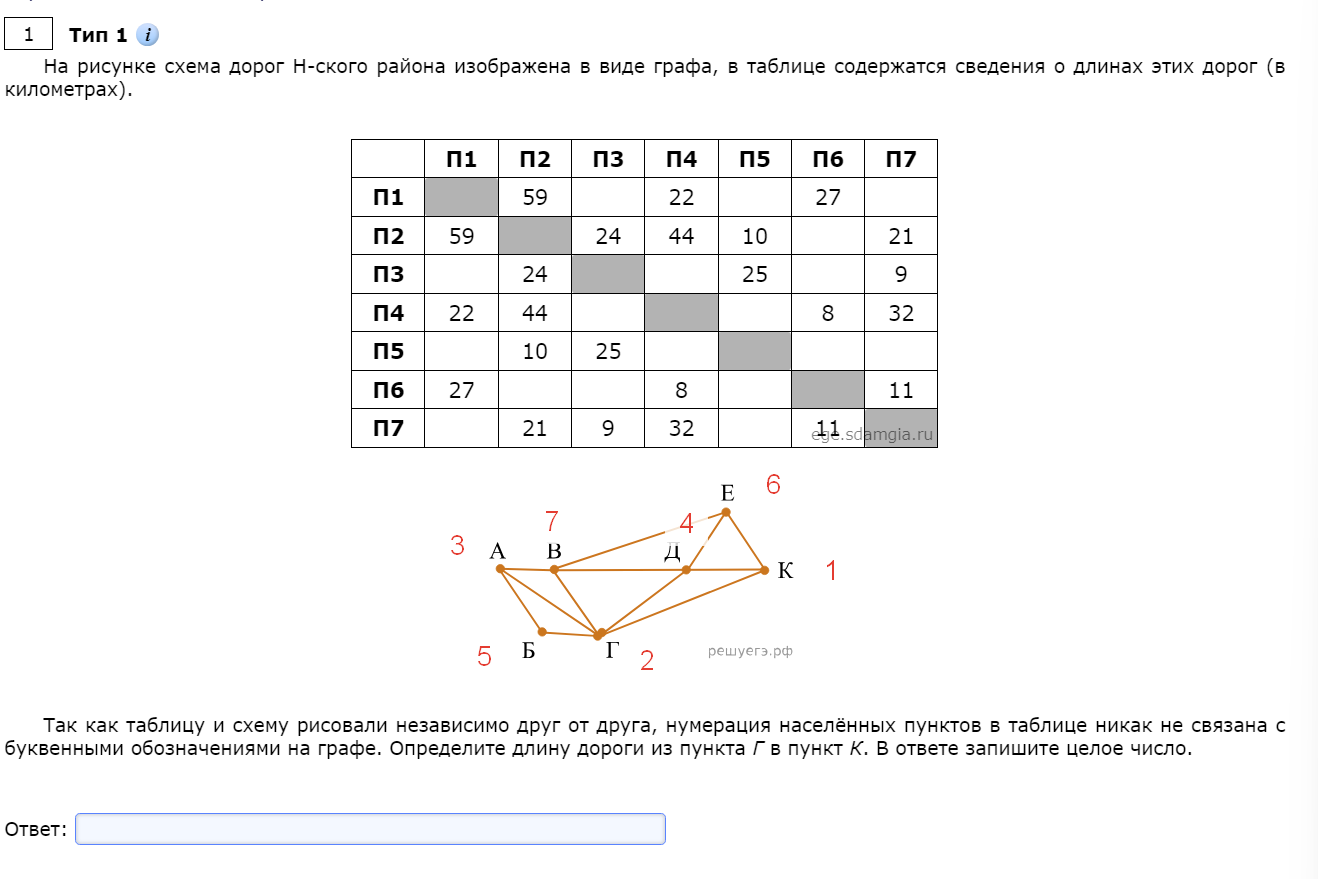 1 Тип 1 i
На рисунке схема дорог Н-ского района изображена в виде графа, в таблице содержатся сведения о длинах этих дорог (в
километрах).
П1 П2 П3 П4 П5 П6 П7
П1 59 22 27
П2 59 24 44 10 21
П3 24 25 9
П4 22 44 8 32
П5 10 25
П6 27 8 11
П7 21 9 32 11
ege.sdamgia.ru
Е 6
7 4
3 А В Д
К 1
5 Б Г 2
решуегэ.рф
Так как таблицу и схему рисовали независимо друг от друга, нумерация населённых пунктов в таблице никак не связана с
буквенными обозначениями на графе. Определите длину дороги из пункта Г в пункт К. В ответе запишите целое число.
Ответ: